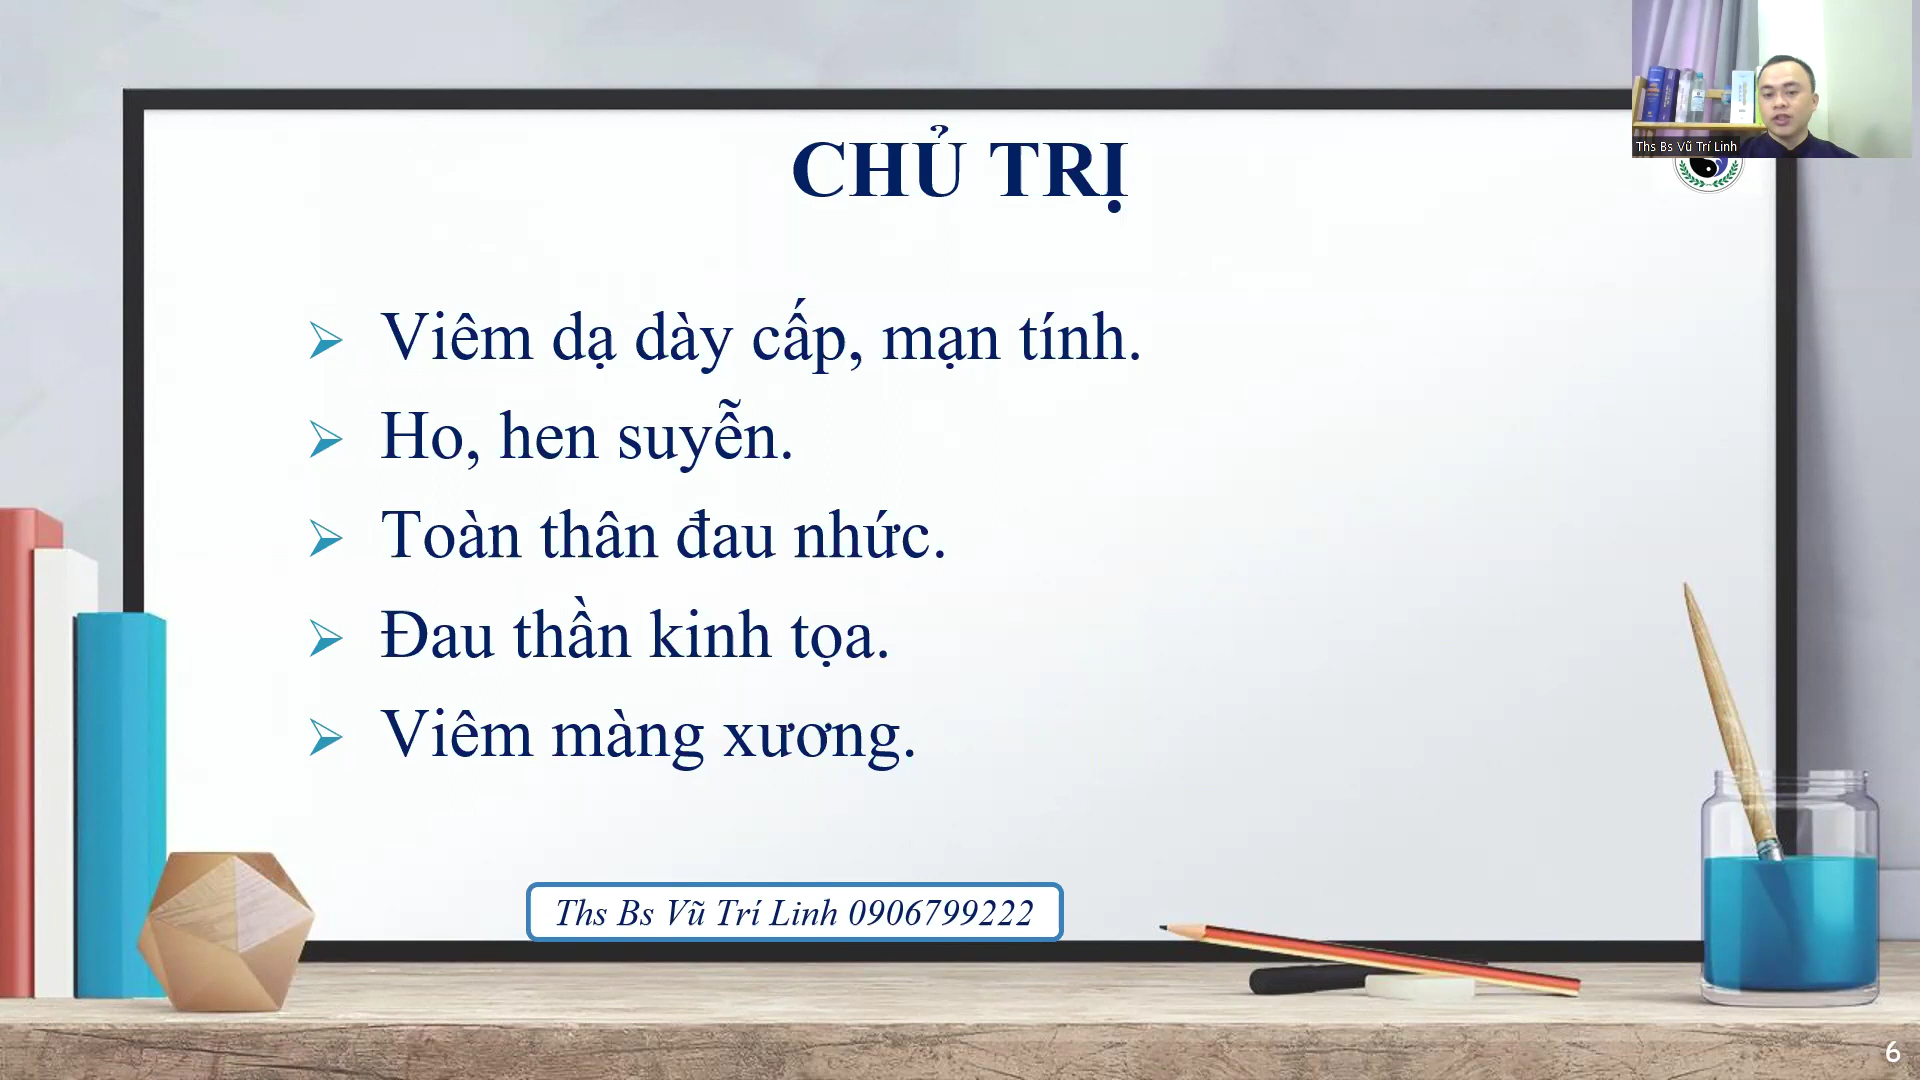 Ths Bs Vũ Trí Linh
CHỦ TRỊ
Viêm dạ dày cấp, mạn tính.
Ho, hen suyễn.
Toàn thân đau nhức.
Đau thần kinh tọa.
Viêm màng xương.
Ths Bs Vũ Trí Linh 0906799222
6